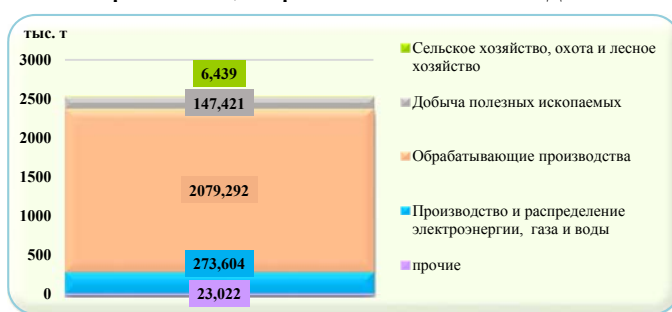 тыс. т
3000
2500
2000
1500
1000
500
0
6,439
147,421
2079,292
273,604
23,022
Сельское хозяйство, охота и лесное
хозяйство
Добыча полезных ископаемых
Обрабатывающие производства
Производство и распределение
электроэнергии, газа и воды
прочие